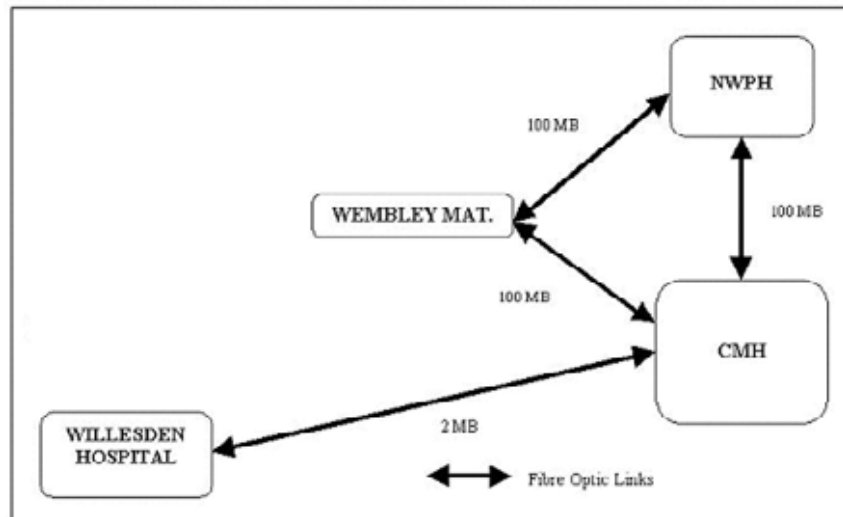 NWPH
100 MB
WEMBLEY MAT.
100 MB
100 MB
CMH
WILLESDEN
HOSPITAL
2 MB
Fibre Optic Links